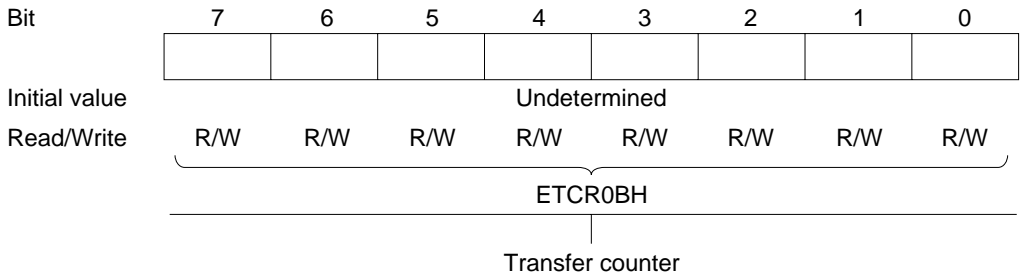 Bit 7 6 5 4 3 2 1 0
Initial value Undetermined
Read/Write R/W R/W R/W R/W R/W R/W R/W R/W
ETCR0BH
Transfer counter